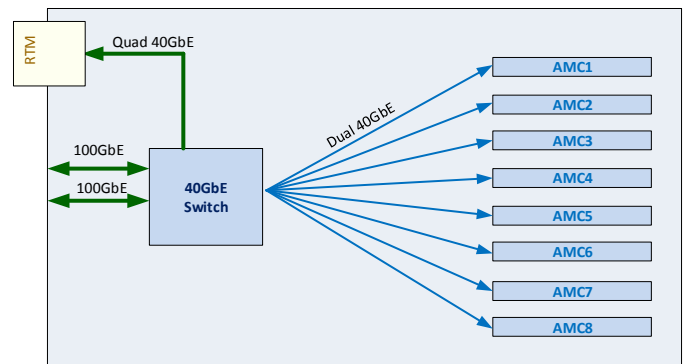 RTM
Quad 40GbE
100GbE
100GbE
40GbE
Switch
Dual 40GbE
AMC1
AMC2
AMC3
AMC4
AMC5
AMC6
AMC7
AMC8